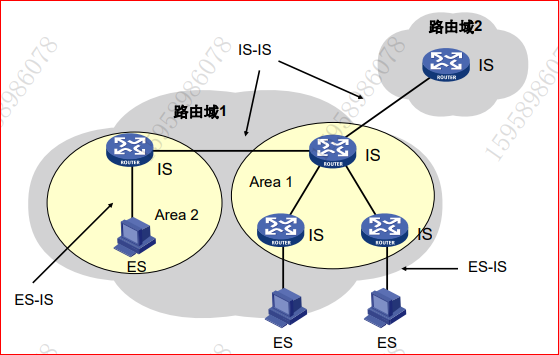 路由域2
IS-IS
IS
路由域1
ROUTER
ROUTER
IS
ROUTER
IS
Area 1
Area 2
ROUTER
IS
ROUTER
IS
ES
ES-IS
ES-IS
ES
ES
15958986078
15958986078
15958986078
15958986078